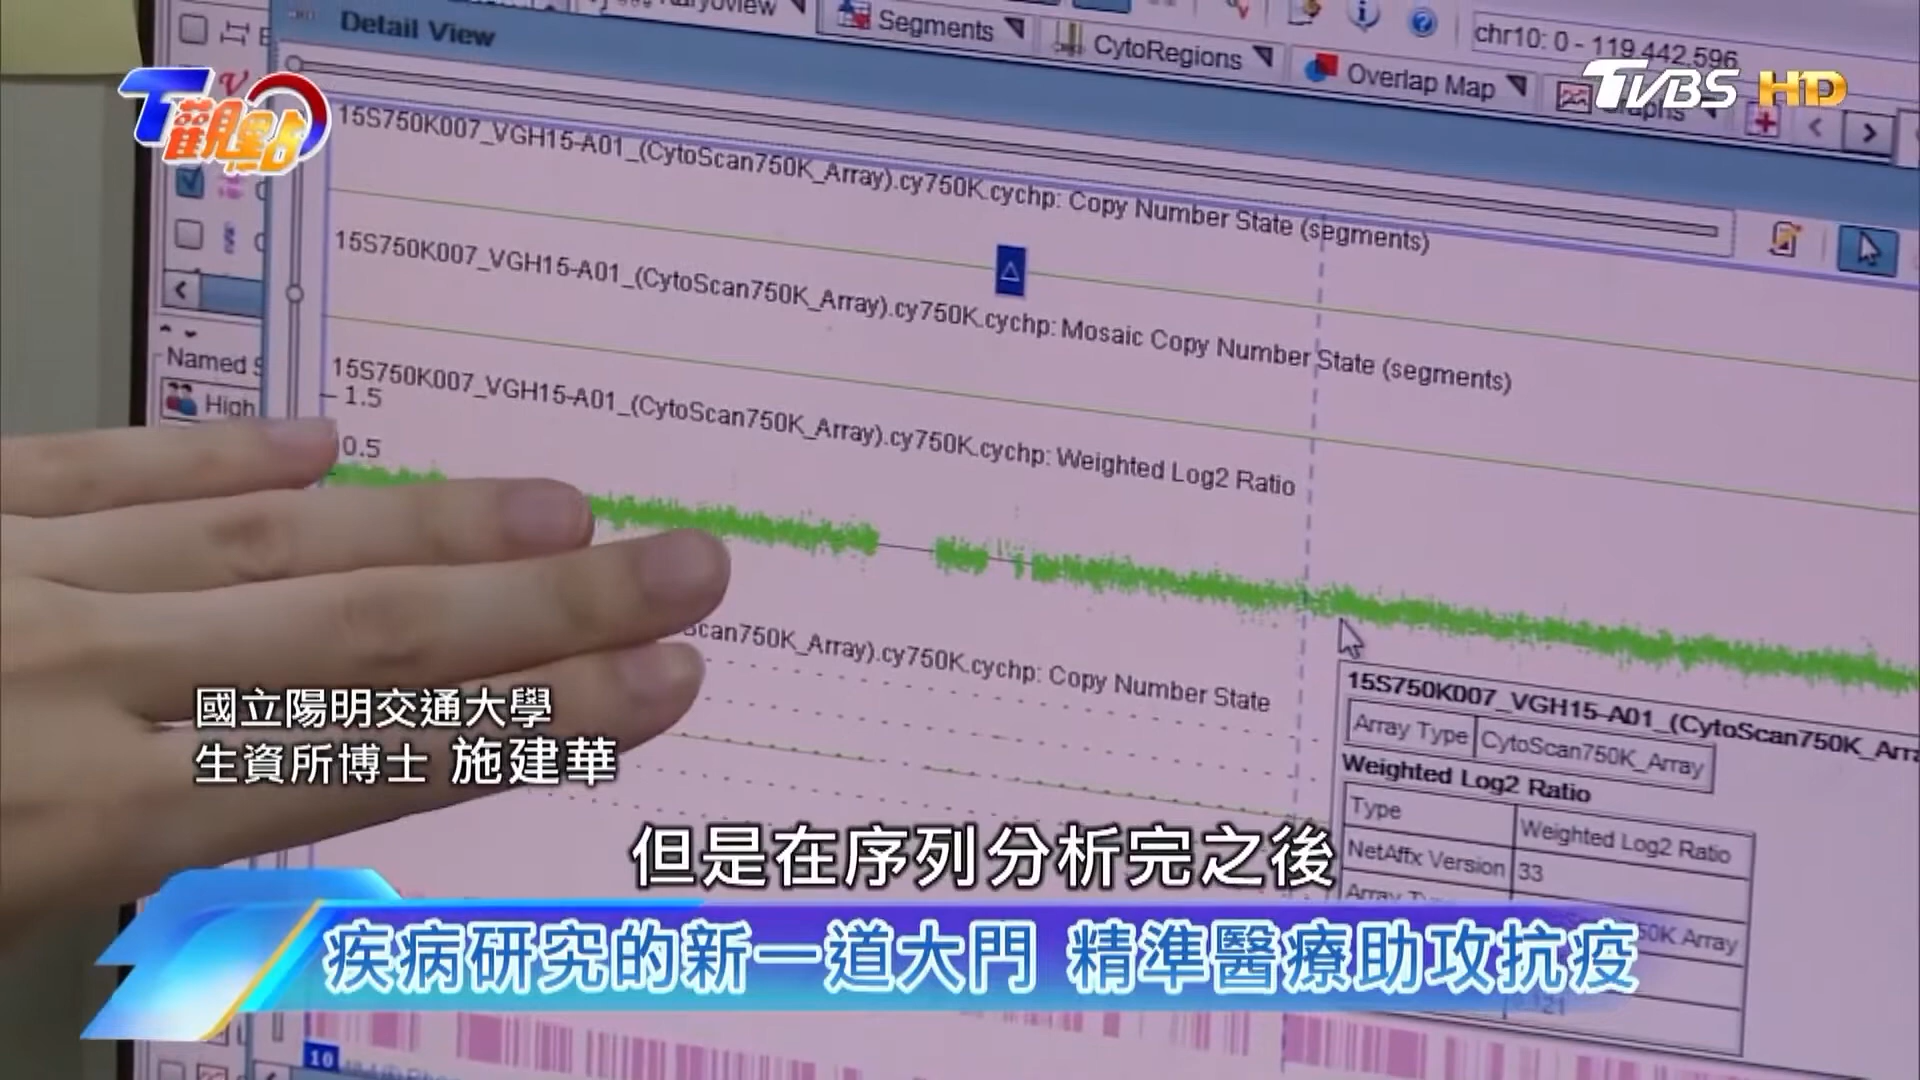 Karyoview
Segments
CytoRegions
Overlap Map
Graphs
chr10: 0 - 119,442,596
Detail View
T觀點
TVBS HD
15S750K007_VGH15-A01_(CytoScan750K_Array).cy750K.cychp: Copy Number State (segments)
15S750K007_VGH15-A01_(CytoScan750K_Array).cy750K.cychp: Mosaic Copy Number State (segments)
15S750K007_VGH15-A01_(CytoScan750K_Array).cy750K.cychp: Weighted Log2 Ratio
1.5
0.5
Named
High
Scan750K_Array).cy750K.cychp: Copy Number State
15S750K007_VGH15-A01_(CytoScan750K_Arra
Array Type CytoScan750K_Array
Weighted Log2 Ratio
Type Weighted Log2 Ratio
NetAffx Version 33
50K.Array
國立陽明交通大學
生資所博士 施建華
但是在序列分析完之後
疾病研究的新一道大門 精準醫療助攻抗疫
10